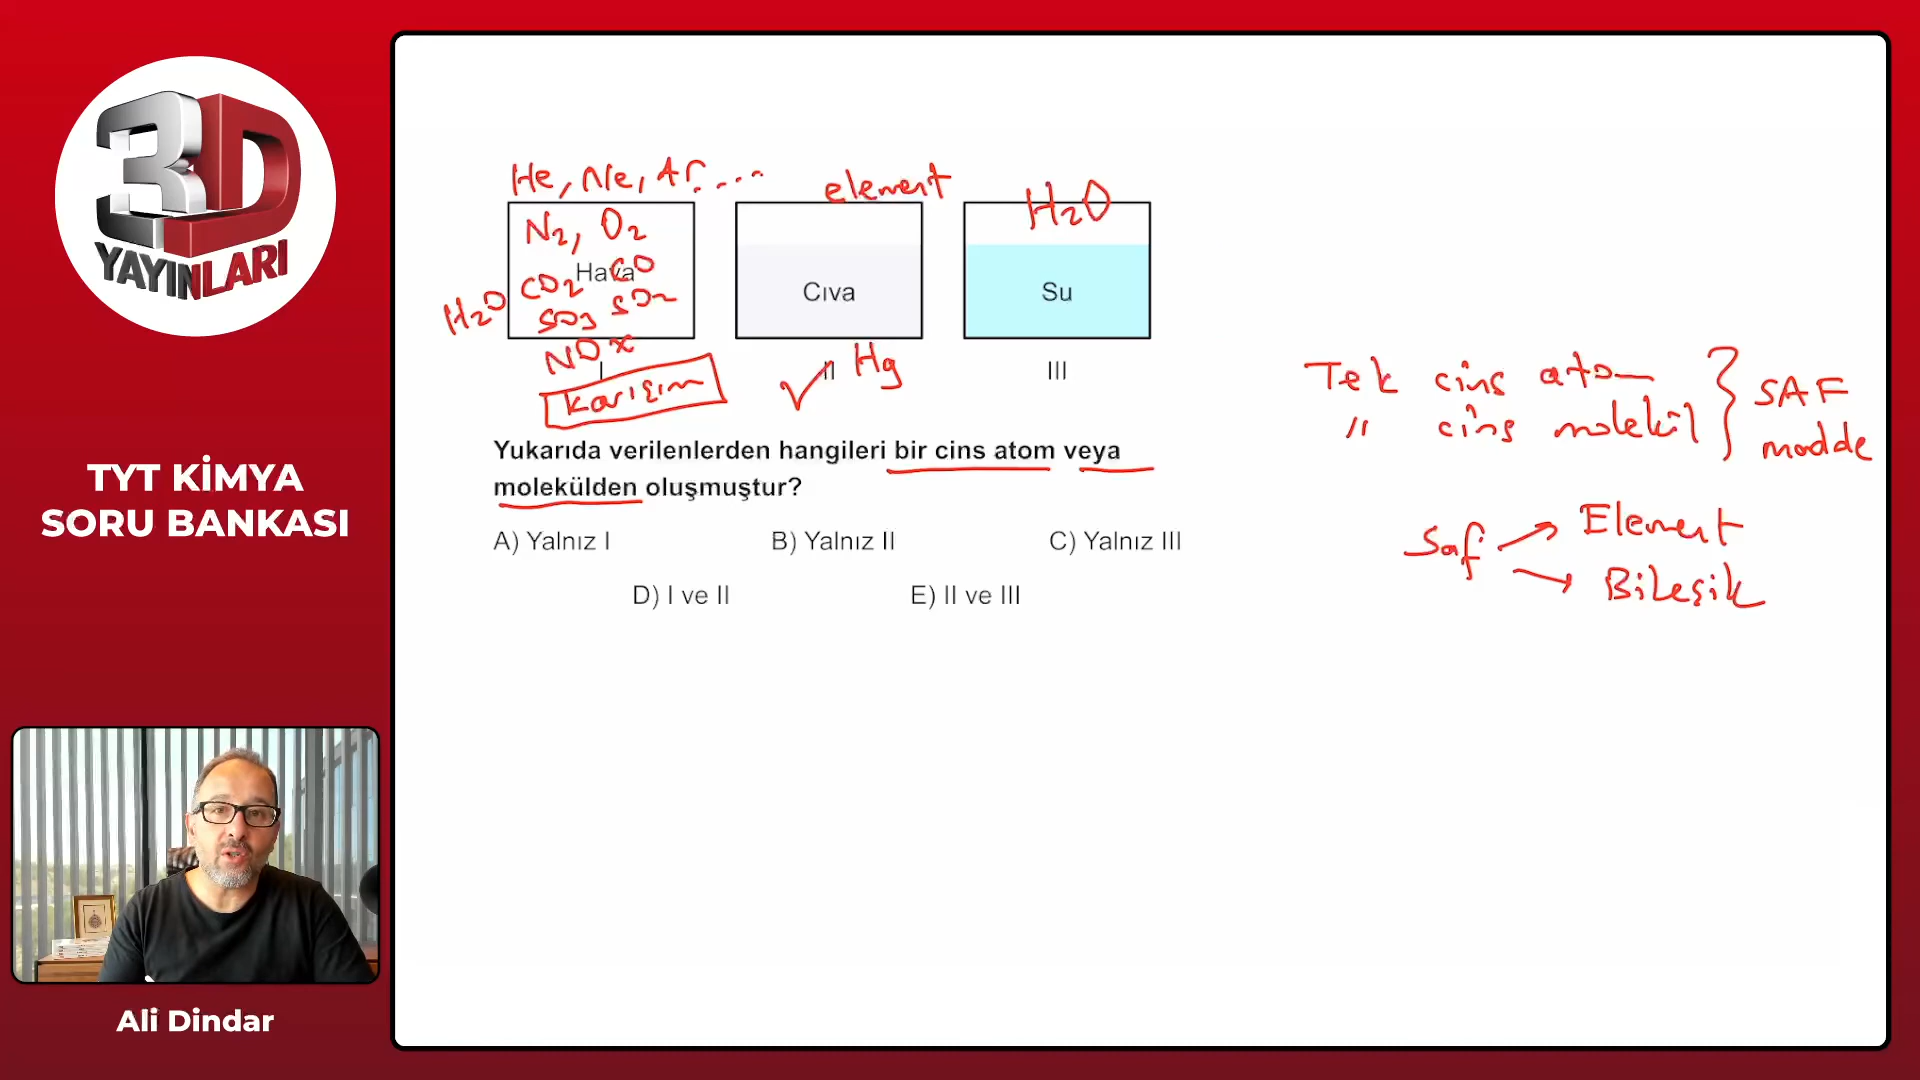 3D
YAYINLARI
TYT KİMYA
SORU BANKASI
Ali Dindar
He, Ne, Ar....
N₂, O₂
Hava
CO₂ CO
H₂O SO₃ SO₂
NOx
I
karışım
element
Cıva
II
Hg
H₂O
Su
III
Yukarıda verilenlerden hangileri bir cins atom veya
molekülden oluşmuştur?
A) Yalnız I B) Yalnız II C) Yalnız III
D) I ve II E) II ve III
Tek cins atom
" cins molekül
SAF
madde
Saf
Element
Bileşik